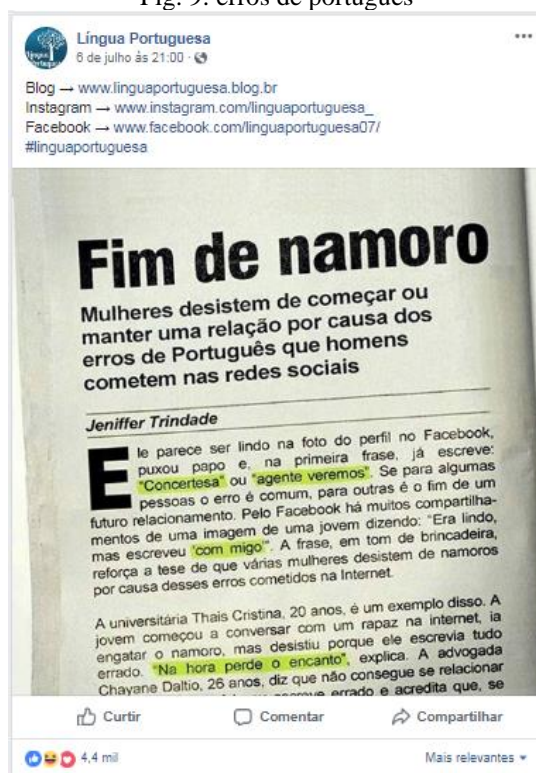 Fig. 9: erros de português
Língua Portuguesa
6 de julho às 21:00
Blog → www.linguaportuguesa.blog.br
Instagram → www.instagram.com/linguaportuguesa_
Facebook → www.facebook.com/linguaportuguesa07/
#linguaportuguesa
Fim de namoro
Mulheres desistem de começar ou
manter uma relação por causa dos
erros de Português que homens
cometem nas redes sociais
Jeniffer Trindade
Ele parece ser lindo na foto do perfil no Facebook,
puxou papo e, na primeira frase, já escreve:
"Concertesa" ou "agente veremos". Se para algumas
pessoas o erro é comum, para outras é o fim de um
futuro relacionamento. Pelo Facebook há muitos compartilha-
mentos de uma imagem de uma jovem dizendo: "Era lindo,
mas escreveu 'com migo'". A frase, em tom de brincadeira,
reforça a tese de que várias mulheres desistem de namoros
por causa desses erros cometidos na Internet.
A universitária Thais Cristina, 20 anos, é um exemplo disso. A
jovem começou a conversar com um rapaz na internet, ia
engatar o namoro, mas desistiu porque ele escrevia tudo
errado. "Na hora perde o encanto", explica. A advogada
Chayane Daltio, 26 anos, diz que não consegue se relacionar
errado e acredita que, se
Curtir
Comentar
Compartilhar
4,4 mil
Mais relevantes